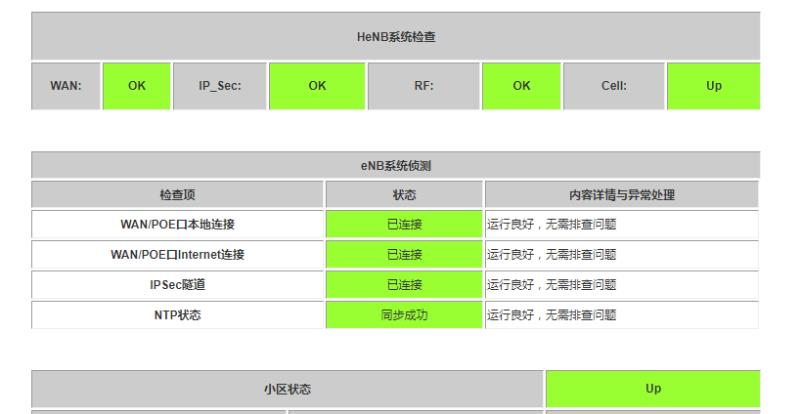 HeNB系统检查
WAN: OK IP_Sec: OK RF: OK Cell: Up
eNB系统侦测
检查项 状态 内容详情与异常处理
WAN/POE口本地连接 已连接 运行良好，无需排查问题
WAN/POE口Internet连接 已连接 运行良好，无需排查问题
IPSec隧道 已连接 运行良好，无需排查问题
NTP状态 同步成功 运行良好，无需排查问题
小区状态 Up